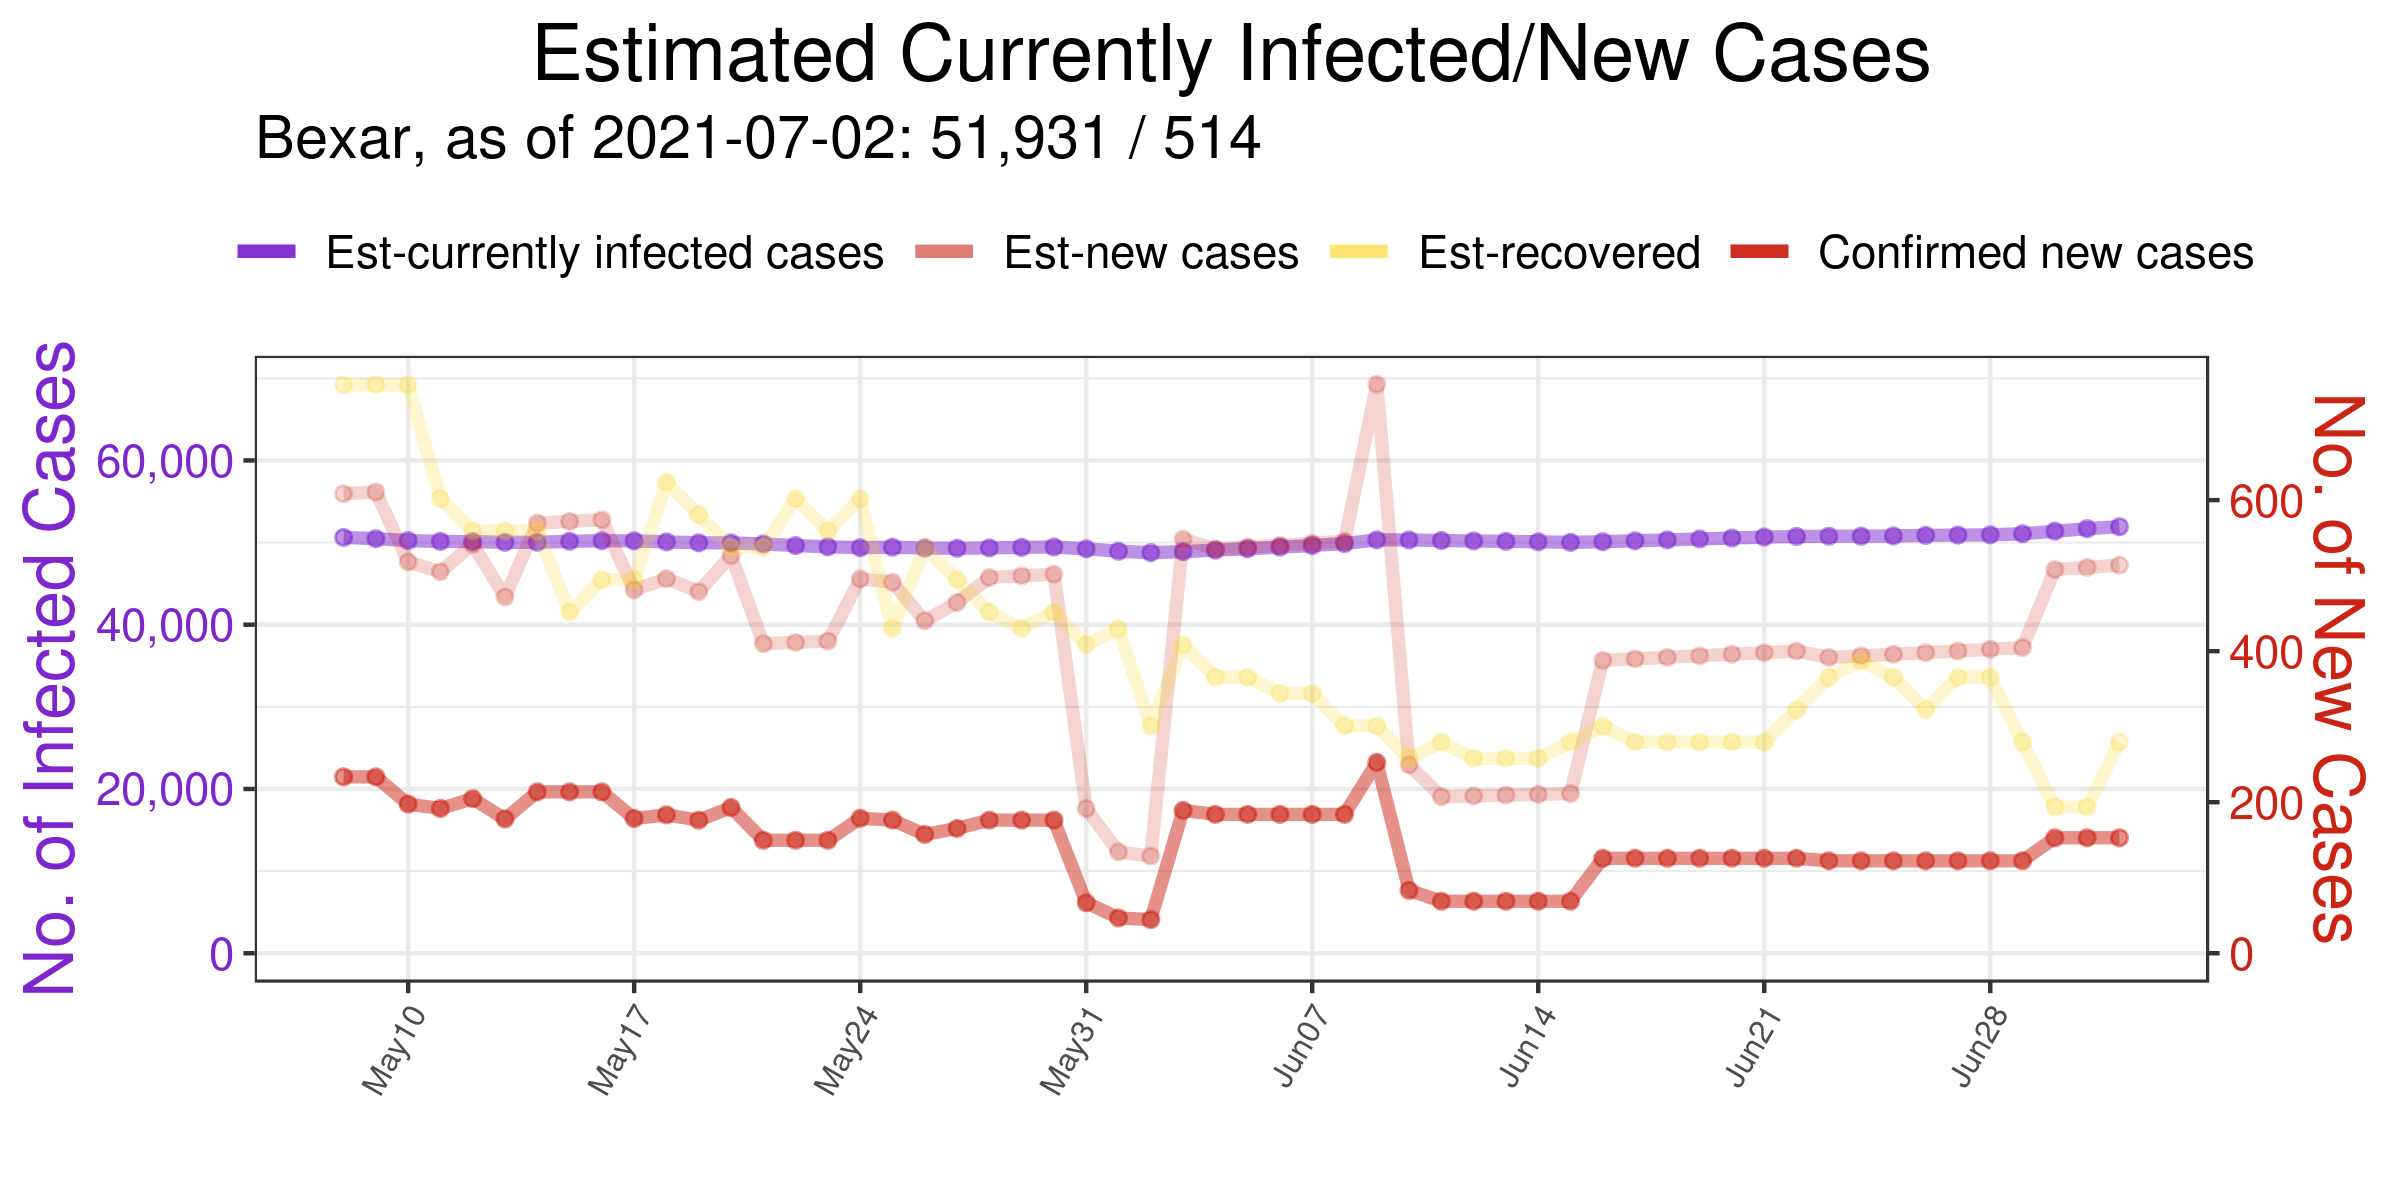 Estimated Currently Infected/New Cases
Bexar, as of 2021-07-02: 51,931 / 514
Est-currently infected cases Est-new cases Est-recovered Confirmed new cases
No. of Infected Cases
60,000
40,000
20,000
0
600
400
200
0
No. of New Cases
May10 May17 May24 May31 Jun07 Jun14 Jun21 Jun28